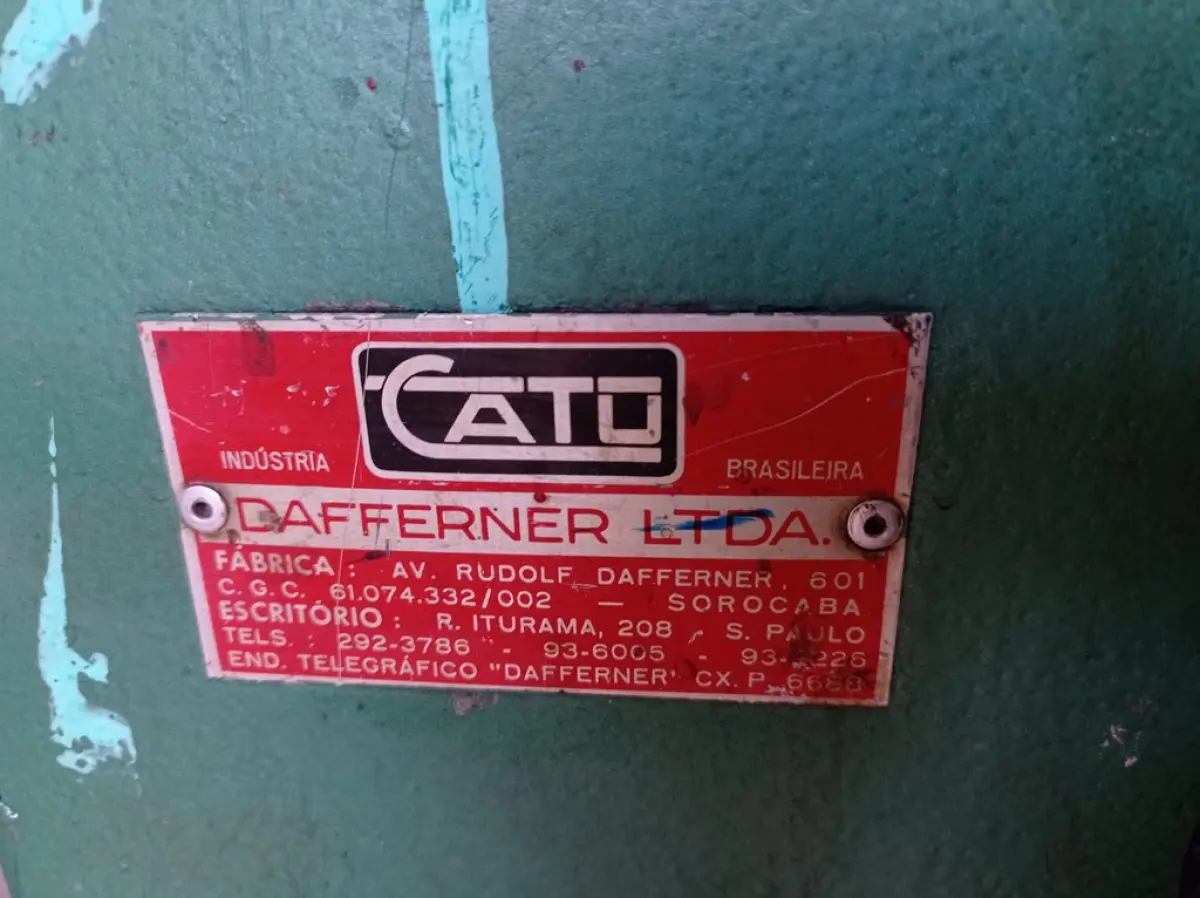 CATU
INDÚSTRIA BRASILEIRA
DAFFERNER LTDA.
FÁBRICA : AV. RUDOLF DAFFERNER, 601
C. G. C. 61.074.332/002 — SOROCABA
ESCRITÓRIO : R. ITURAMA, 208 - S. PAULO
TELS. : 292-3786 - 93-6005 -
END. TELEGRÁFICO "DAFFERNER" CX. P.